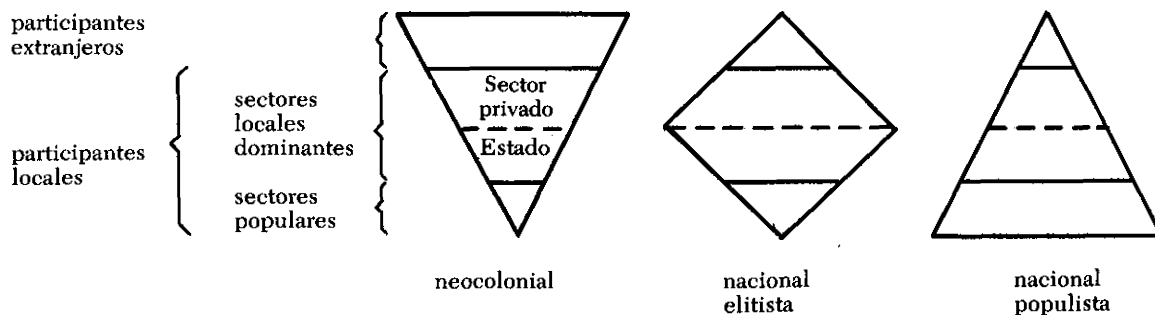 participantes
extranjeros
participantes
locales
sectores
locales
dominantes
sectores
populares
Sector
privado
Estado
neocolonial
nacional
elitista
nacional
populista